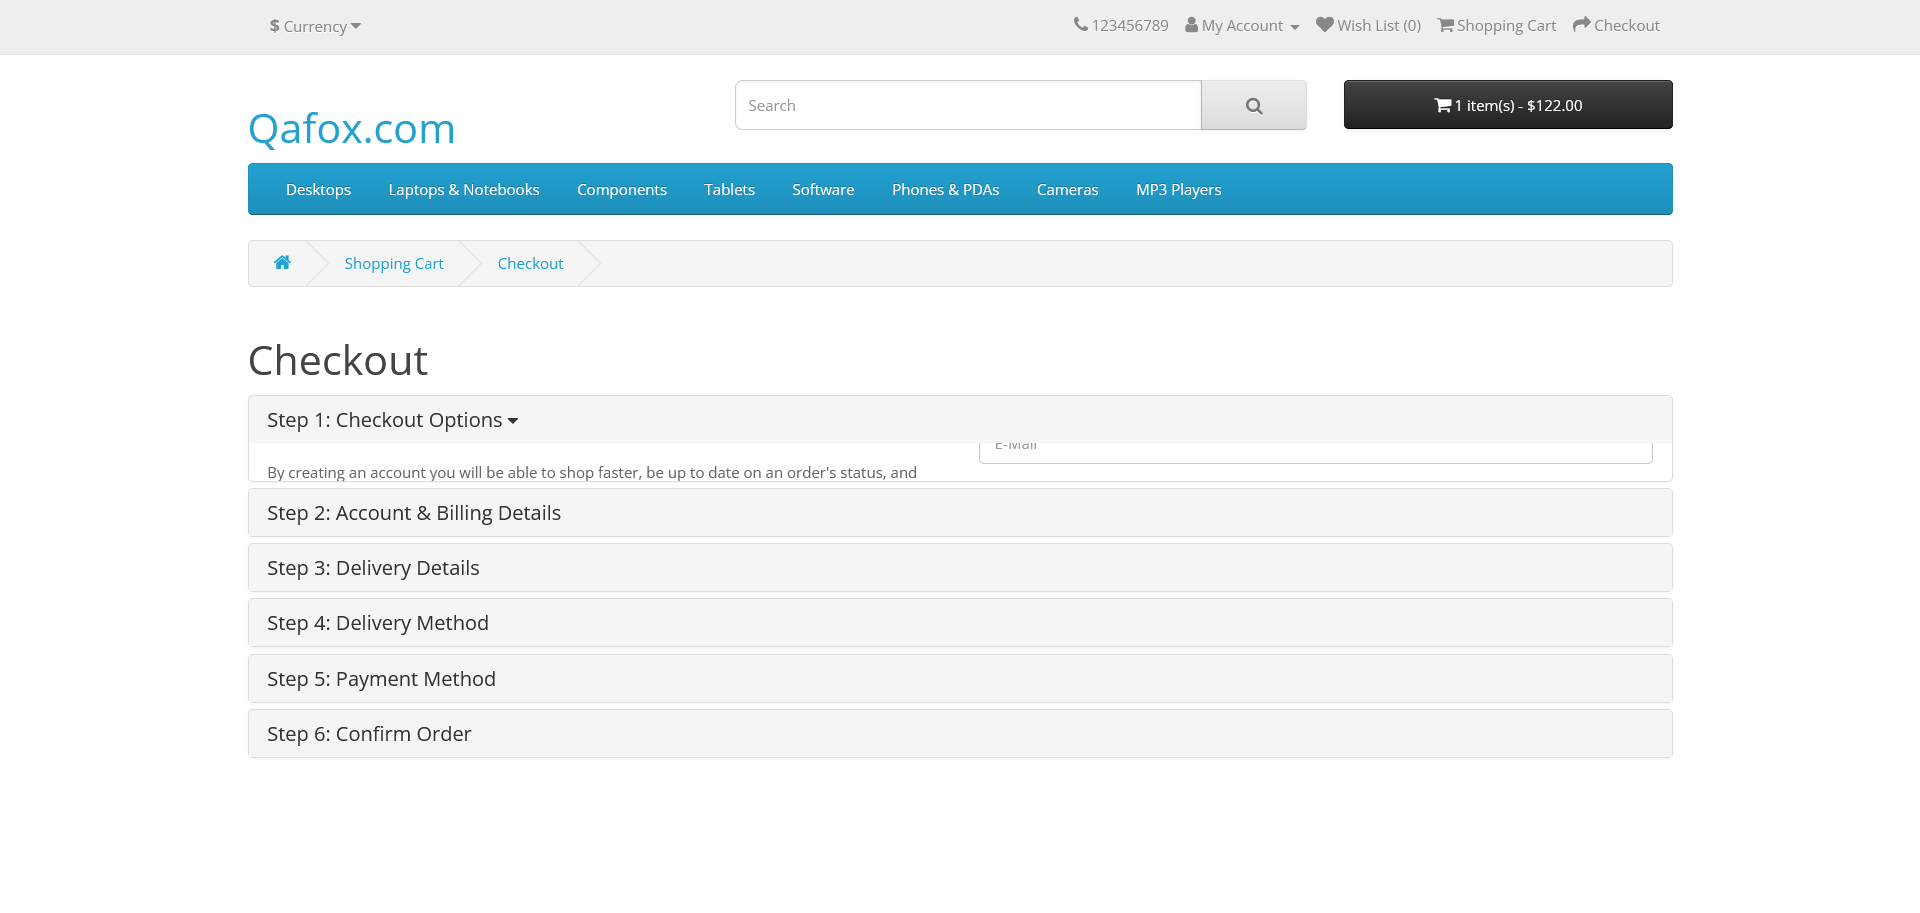 $ Currency
123456789 My Account Wish List (0) Shopping Cart Checkout
Qafox.com
Search
1 item(s) - $122.00
Desktops Laptops & Notebooks Components Tablets Software Phones & PDAs Cameras MP3 Players
Shopping Cart Checkout
Checkout
Step 1: Checkout Options
E-Mail
By creating an account you will be able to shop faster, be up to date on an order's status, and
Step 2: Account & Billing Details
Step 3: Delivery Details
Step 4: Delivery Method
Step 5: Payment Method
Step 6: Confirm Order